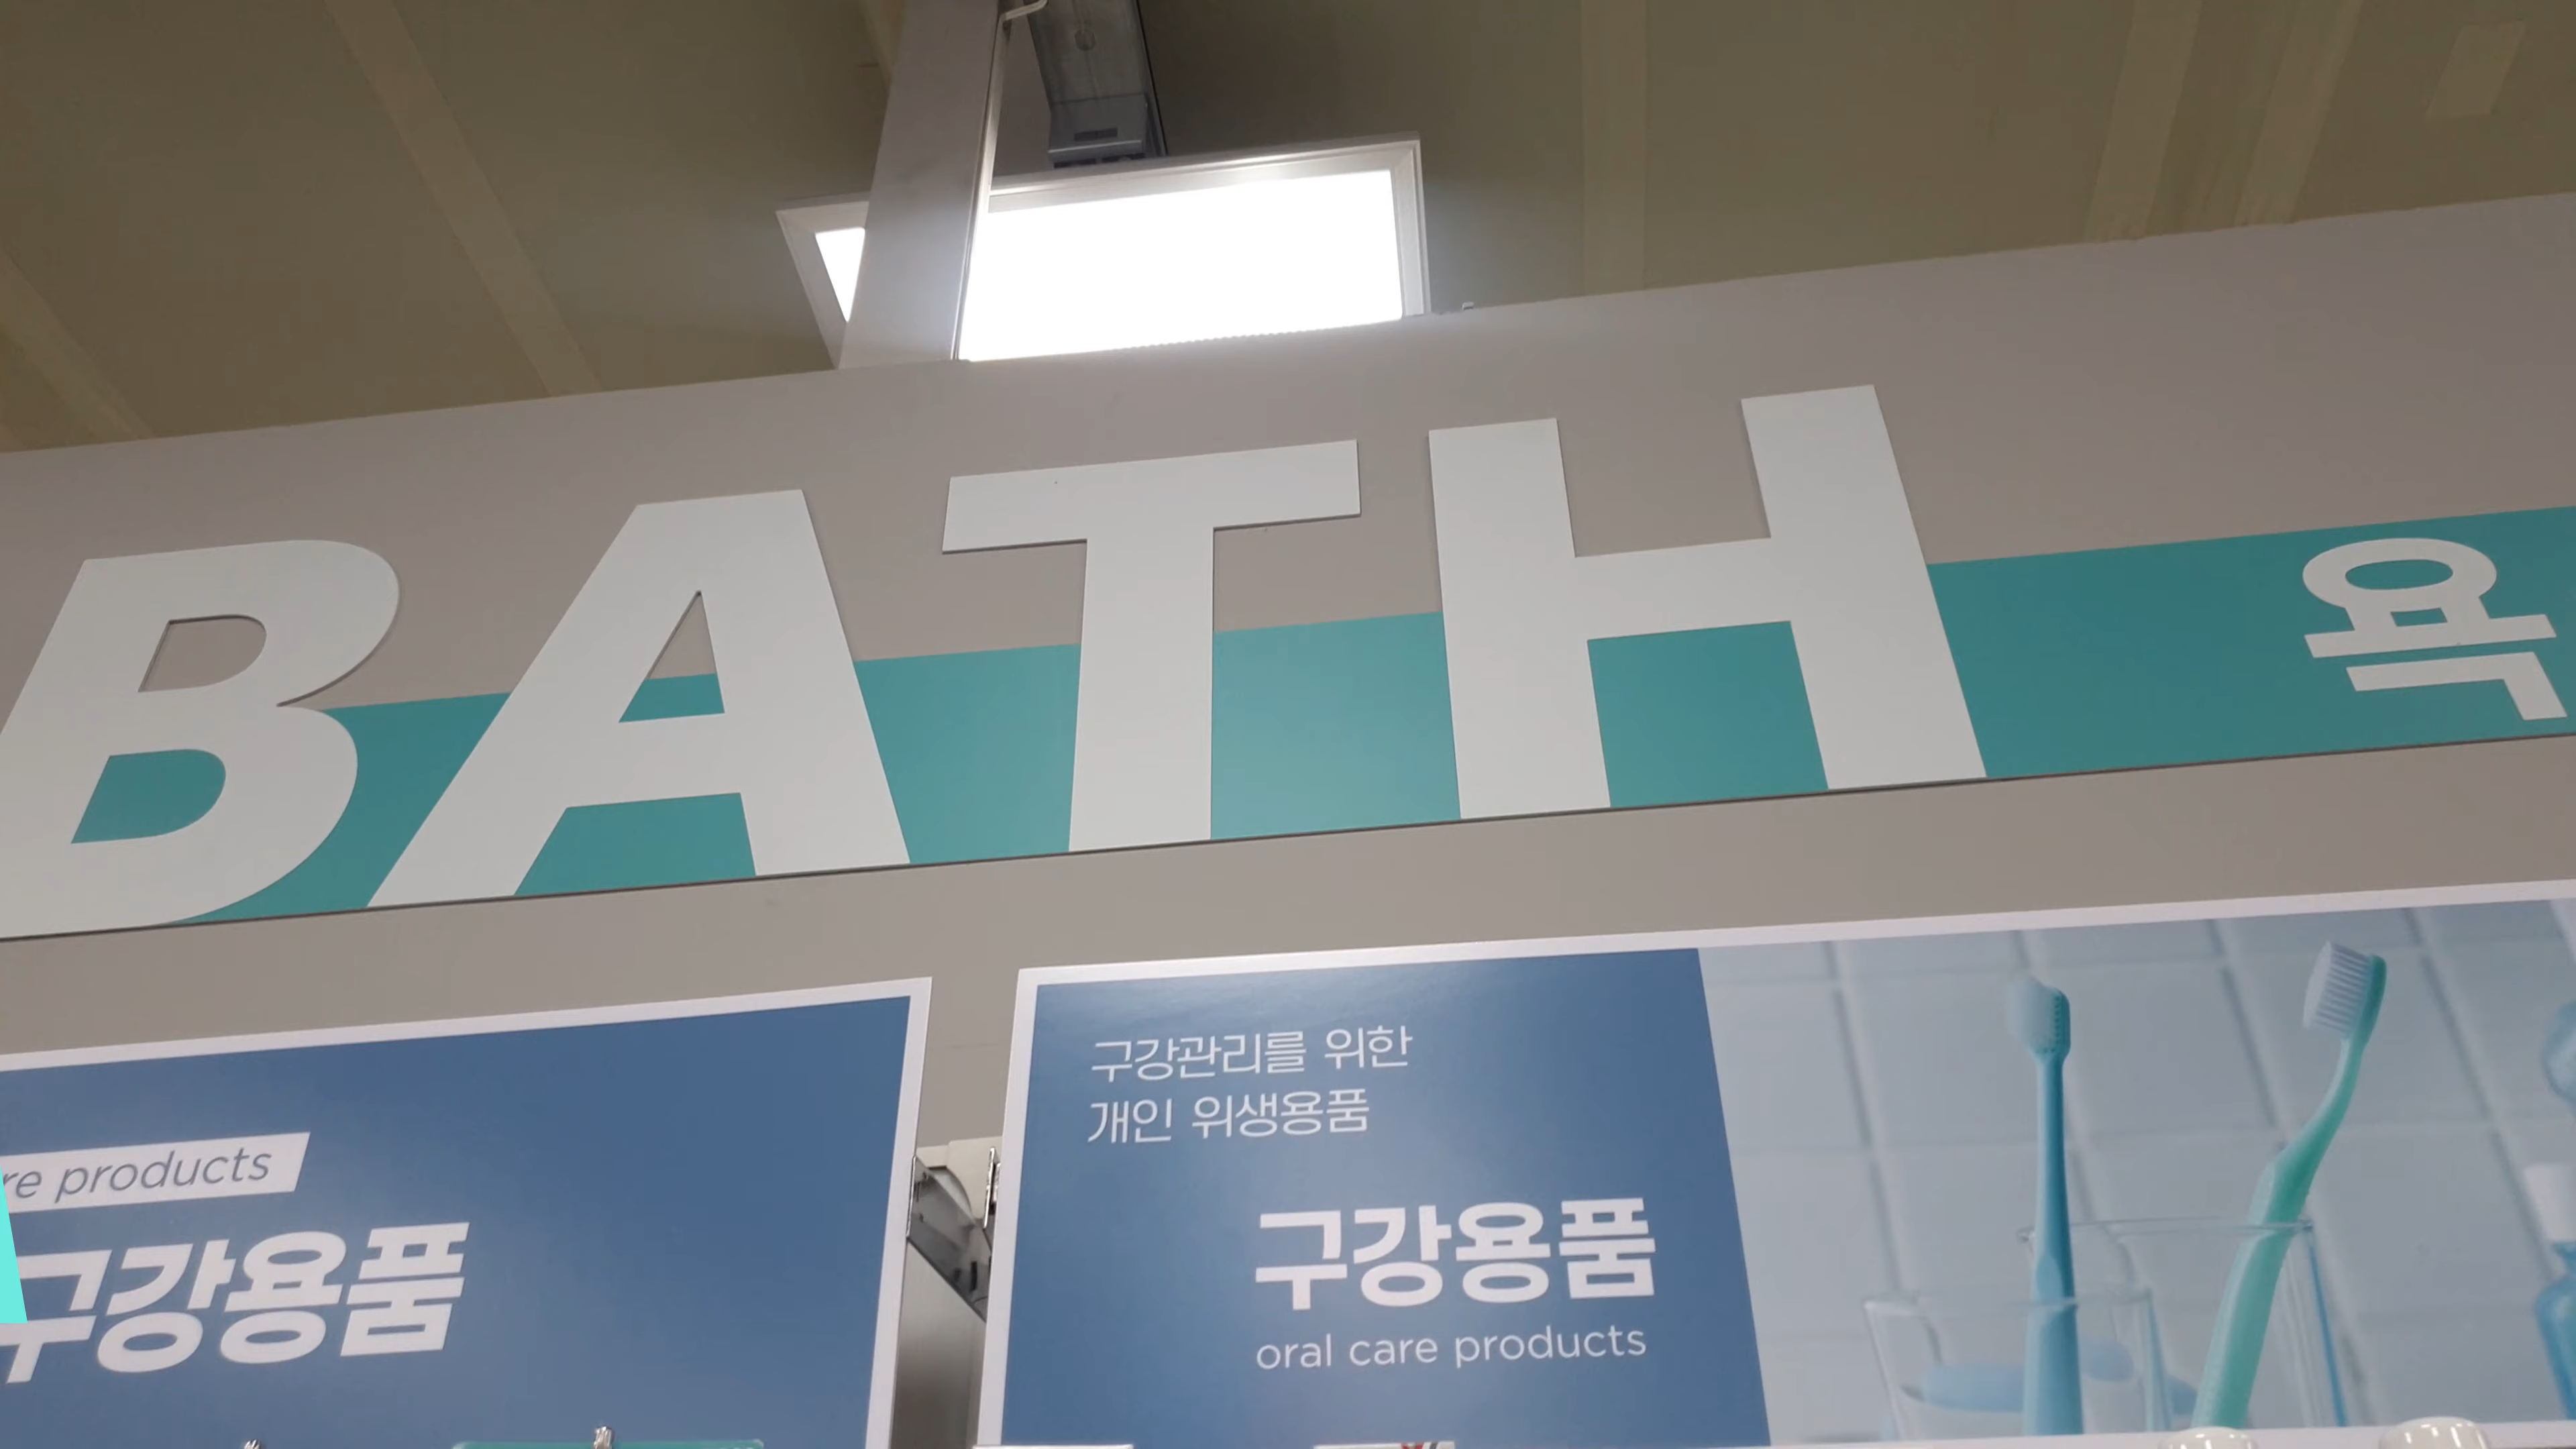 BATH
욕
re products
구강용품
구강관리를 위한
개인 위생용품
구강용품
oral care products